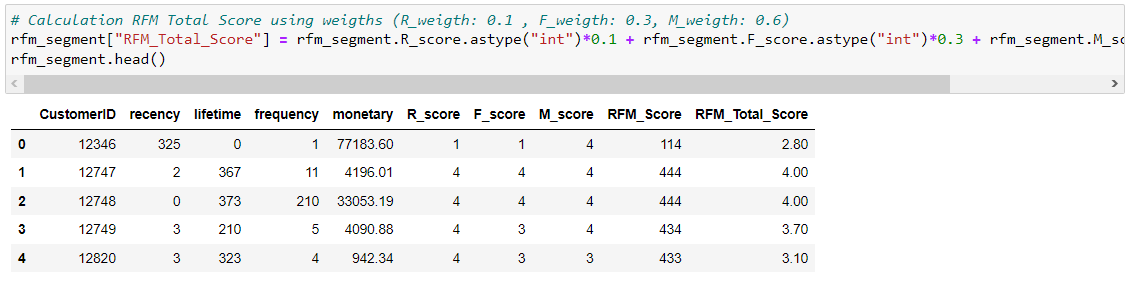 # Calculation RFM Total Score using weigths (R_weigth: 0.1 , F_weigth: 0.3, M_weigth: 0.6)
rfm_segment["RFM_Total_Score"] = rfm_segment.R_score.astype("int")*0.1 + rfm_segment.F_score.astype("int")*0.3 + rfm_segment.M_sc
rfm_segment.head()
CustomerID recency lifetime frequency monetary R_score F_score M_score RFM_Score RFM_Total_Score
0 12346 325 0 1 77183.60 1 1 4 114 2.80
1 12747 2 367 11 4196.01 4 4 4 444 4.00
2 12748 0 373 210 33053.19 4 4 4 444 4.00
3 12749 3 210 5 4090.88 4 3 4 434 3.70
4 12820 3 323 4 942.34 4 3 3 433 3.10